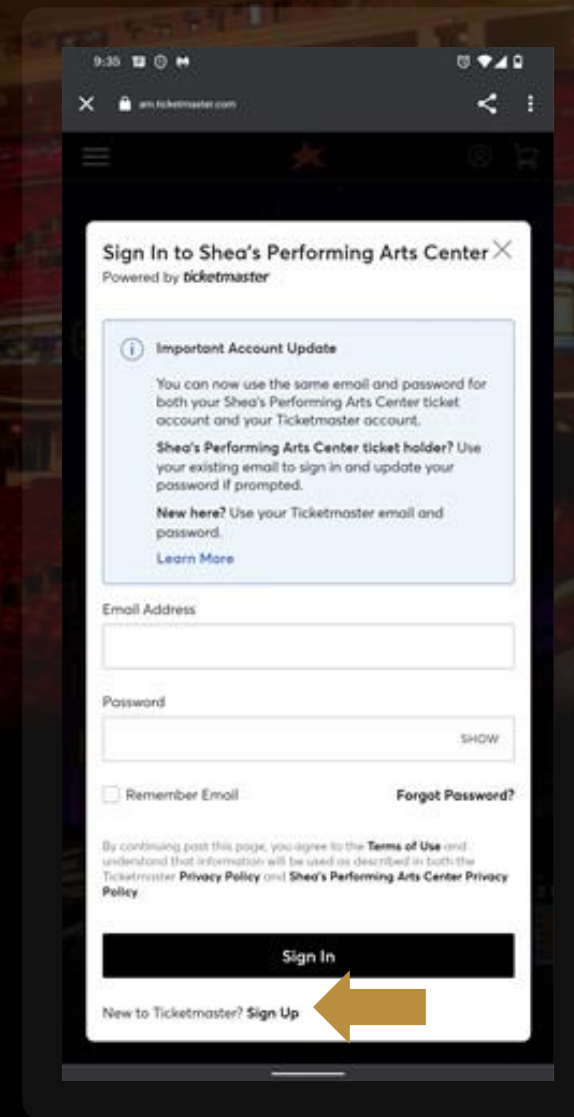 9:35
am.ticketmaster.com
Sign In to Shea's Performing Arts Center
Powered by ticketmaster
Important Account Update
You can now use the same email and password for
both your Shea's Performing Arts Center ticket
account and your Ticketmaster account.
Shea's Performing Arts Center ticket holder? Use
your existing email to sign in and update your
password if prompted.
New here? Use your Ticketmaster email and
password.
Learn More
Email Address
Password
SHOW
Remember Email
Forgot Password?
By continuing past this page, you agree to the Terms of Use and
understand that information will be used as described in both the
Ticketmaster Privacy Policy and Shea's Performing Arts Center Privacy
Policy
Sign In
New to Ticketmaster? Sign Up